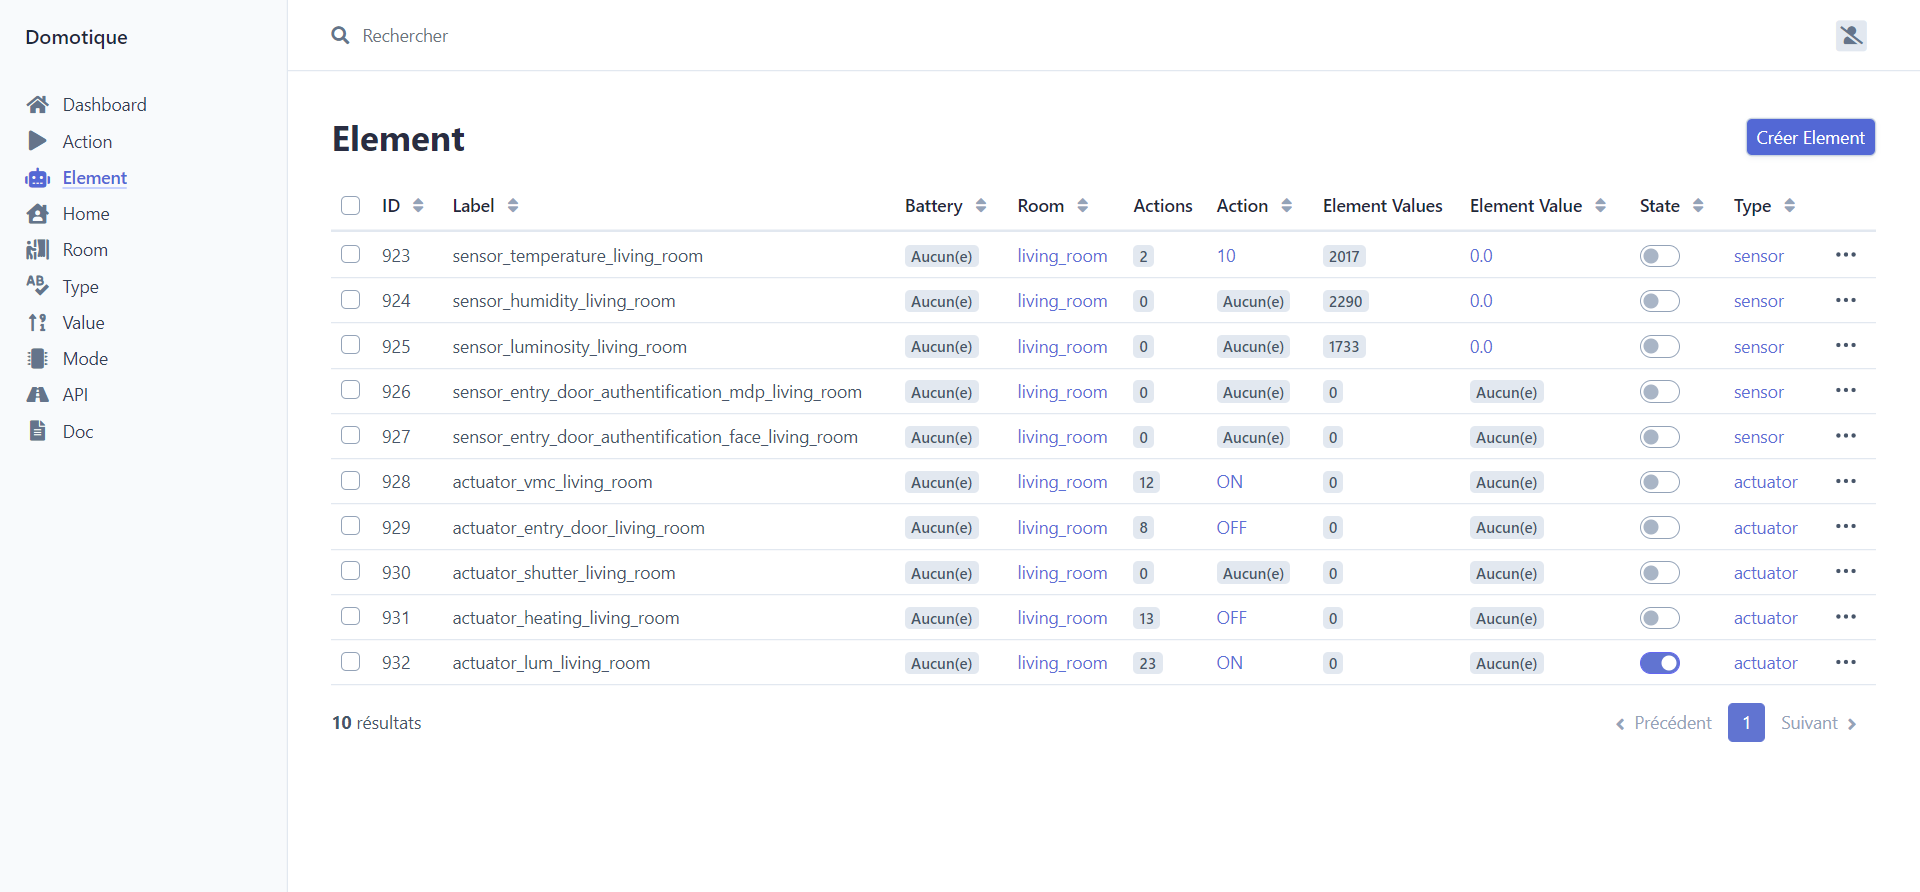 Domotique
Rechercher
Dashboard
Action
Element
Home
Room
Type
Value
Mode
API
Doc
Element
Créer Element
ID Label Battery Room Actions Action Element Values Element Value State Type
923 sensor_temperature_living_room Aucun(e) living_room 2 10 2017 0.0 sensor
924 sensor_humidity_living_room Aucun(e) living_room 0 Aucun(e) 2290 0.0 sensor
925 sensor_luminosity_living_room Aucun(e) living_room 0 Aucun(e) 1733 0.0 sensor
926 sensor_entry_door_authentification_mdp_living_room Aucun(e) living_room 0 Aucun(e) 0 Aucun(e) sensor
927 sensor_entry_door_authentification_face_living_room Aucun(e) living_room 0 Aucun(e) 0 Aucun(e) sensor
928 actuator_vmc_living_room Aucun(e) living_room 12 ON 0 Aucun(e) actuator
929 actuator_entry_door_living_room Aucun(e) living_room 8 OFF 0 Aucun(e) actuator
930 actuator_shutter_living_room Aucun(e) living_room 0 Aucun(e) 0 Aucun(e) actuator
931 actuator_heating_living_room Aucun(e) living_room 13 OFF 0 Aucun(e) actuator
932 actuator_lum_living_room Aucun(e) living_room 23 ON 0 Aucun(e) actuator
10 résultats
Précédent 1 Suivant